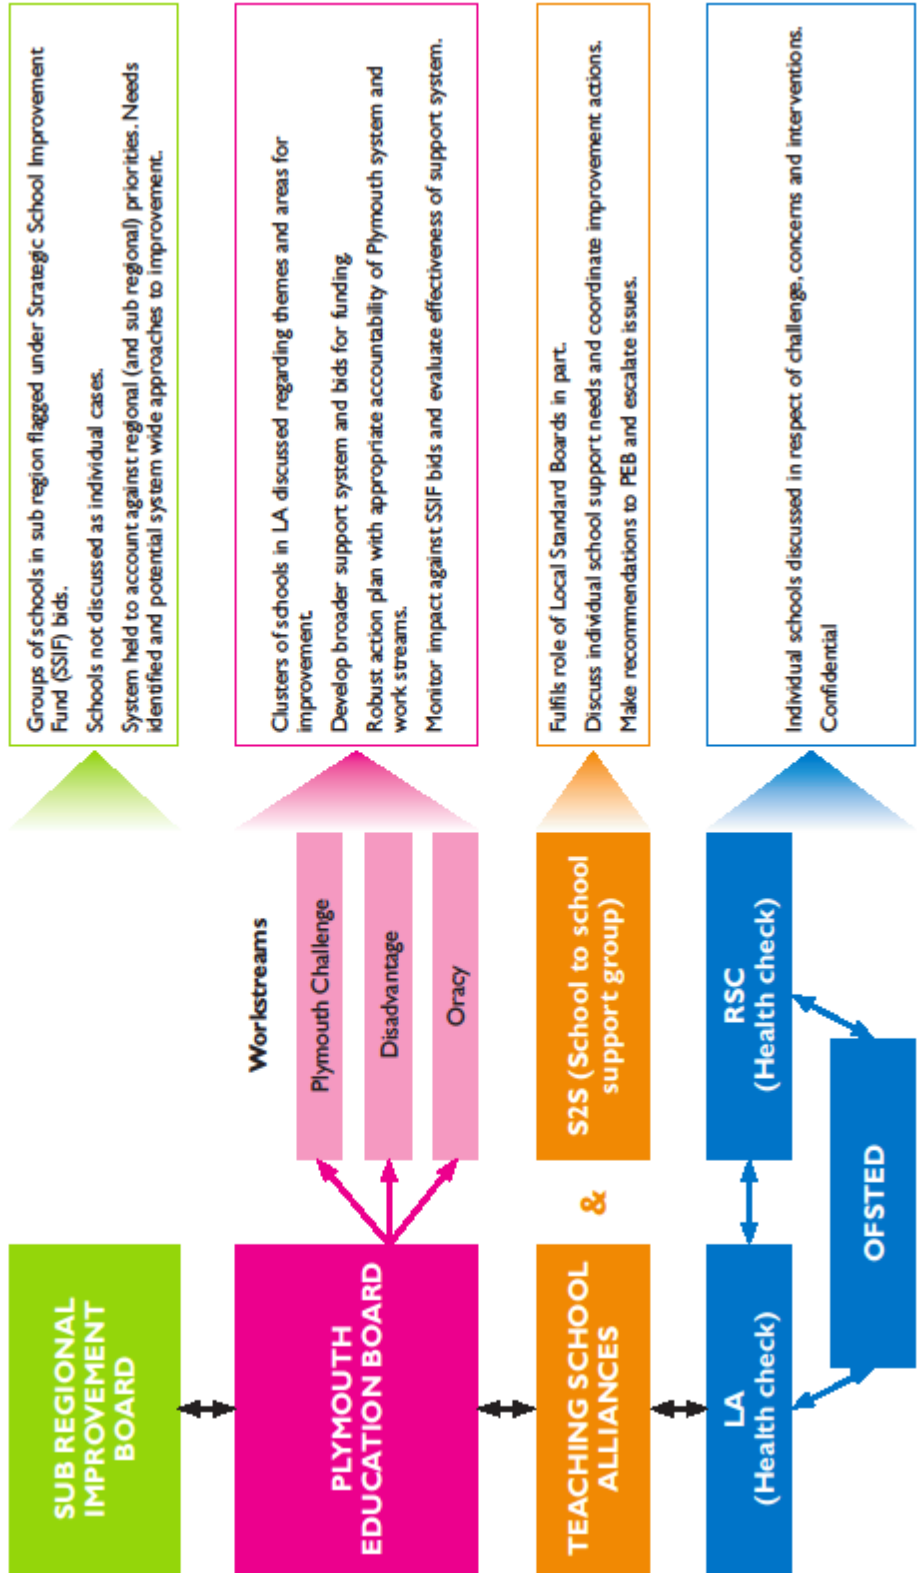 SUB REGIONAL
IMPROVEMENT
BOARD
Groups of schools in sub region flagged under Strategic School Improvement
Fund (SSIF) bids.
Schools not discussed as individual cases.
System held to account against regional (and sub regional) priorities. Needs
identified and potential system wide approaches to improvement.
PLYMOUTH
EDUCATION BOARD
Workstreams
Plymouth Challenge
Disadvantage
Oracy
Clusters of schools in LA discussed regarding themes and areas for
improvement.
Develop broader support system and bids for funding.
Robust action plan with appropriate accountability of Plymouth system and
work streams.
Monitor impact against SSIF bids and evaluate effectiveness of support system.
TEACHING SCHOOL
ALLIANCES
&
S2S (School to school
support group)
Fulfils role of Local Standard Boards in part.
Discuss individual school support needs and coordinate improvement actions.
Make recommendations to PEB and escalate issues.
LA
(Health check)
RSC
(Health check)
OFSTED
Individual schools discussed in respect of challenge, concerns and interventions.
Confidential